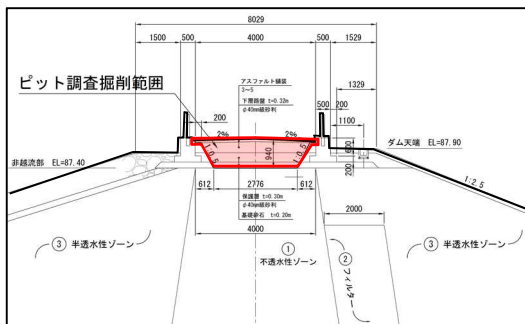 8029
1500 500 4000 500 1529
アスファルト舗装
3～5
下層路盤 t=0.32m
φ40mm級砂利
1329
ピット調査掘削範囲
500 200
200
1100
2% 2%
ダム天端 EL=87.90
非越流部 EL=87.40
1:0.5
940
1:0.5
600
200
1:2.5
612 2776 612
保護層 t=0.30m
φ40mm級砂利
基礎砕石 t=0.20m
2000
4000
① 不透水性ゾーン
② フィルター
③ 半透水性ゾーン
③ 半透水性ゾーン